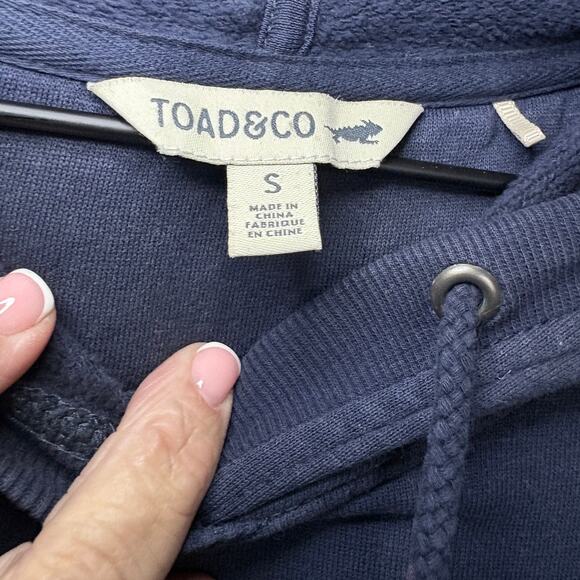 TOAD&CO
S
MADE IN
CHINA
FABRIQUE
EN CHINE